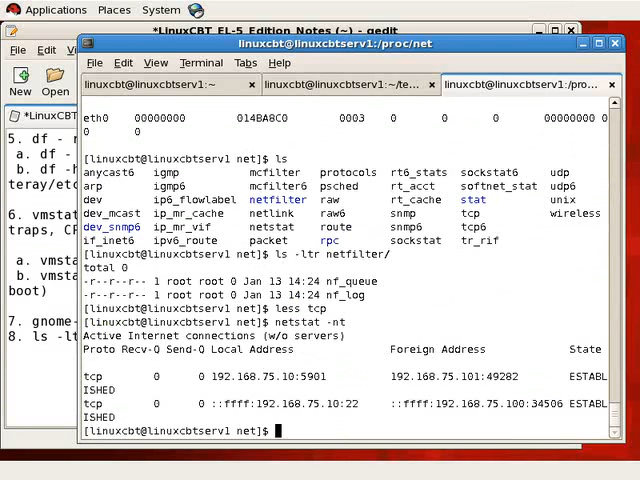 Applications Places System
*LinuxCBT EL-5 Edition Notes (~) - gedit
File Edit
New Open
*LinuxCBT
5. df - r
a. df -
b. df -h
teray/etc
6. vmstat
traps, CP
a. vmsta
b. vmsta
boot)
7. gnome-
8. ls -lt
linuxcbt@linuxcbtserv1:/proc/net
File Edit View Terminal Tabs Help
linuxcbt@linuxcbtserv1:~ linuxcbt@linuxcbtserv1:~/te... linuxcbt@linuxcbtserv1:/pro...
eth0 00000000 014BA8C0 0003 0 0 0 00000000 0
0 0
[linuxcbt@linuxcbtserv1 net]$ ls
anycast6 igmp mcfilter protocols rt6_stats sockstat6 udp
arp igmp6 mcfilter6 psched rt_acct softnet_stat udp6
dev ip6_flowlabel netfilter raw rt_cache stat unix
dev_mcast ip_mr_cache netlink raw6 snmp tcp wireless
dev_snmp6 ip_mr_vif netstat route snmp6 tcp6
if_inet6 ipv6_route packet rpc sockstat tr_rif
[linuxcbt@linuxcbtserv1 net]$ ls -ltr netfilter/
total 0
-r--r--r-- 1 root root 0 Jan 13 14:24 nf_queue
-r--r--r-- 1 root root 0 Jan 13 14:24 nf_log
[linuxcbt@linuxcbtserv1 net]$ less tcp
[linuxcbt@linuxcbtserv1 net]$ netstat -nt
Active Internet connections (w/o servers)
Proto Recv-Q Send-Q Local Address Foreign Address State
tcp 0 0 192.168.75.10:5901 192.168.75.101:49282 ESTABL
ISHED
tcp 0 0 ::ffff:192.168.75.10:22 ::ffff:192.168.75.100:34506 ESTABL
ISHED
[linuxcbt@linuxcbtserv1 net]$